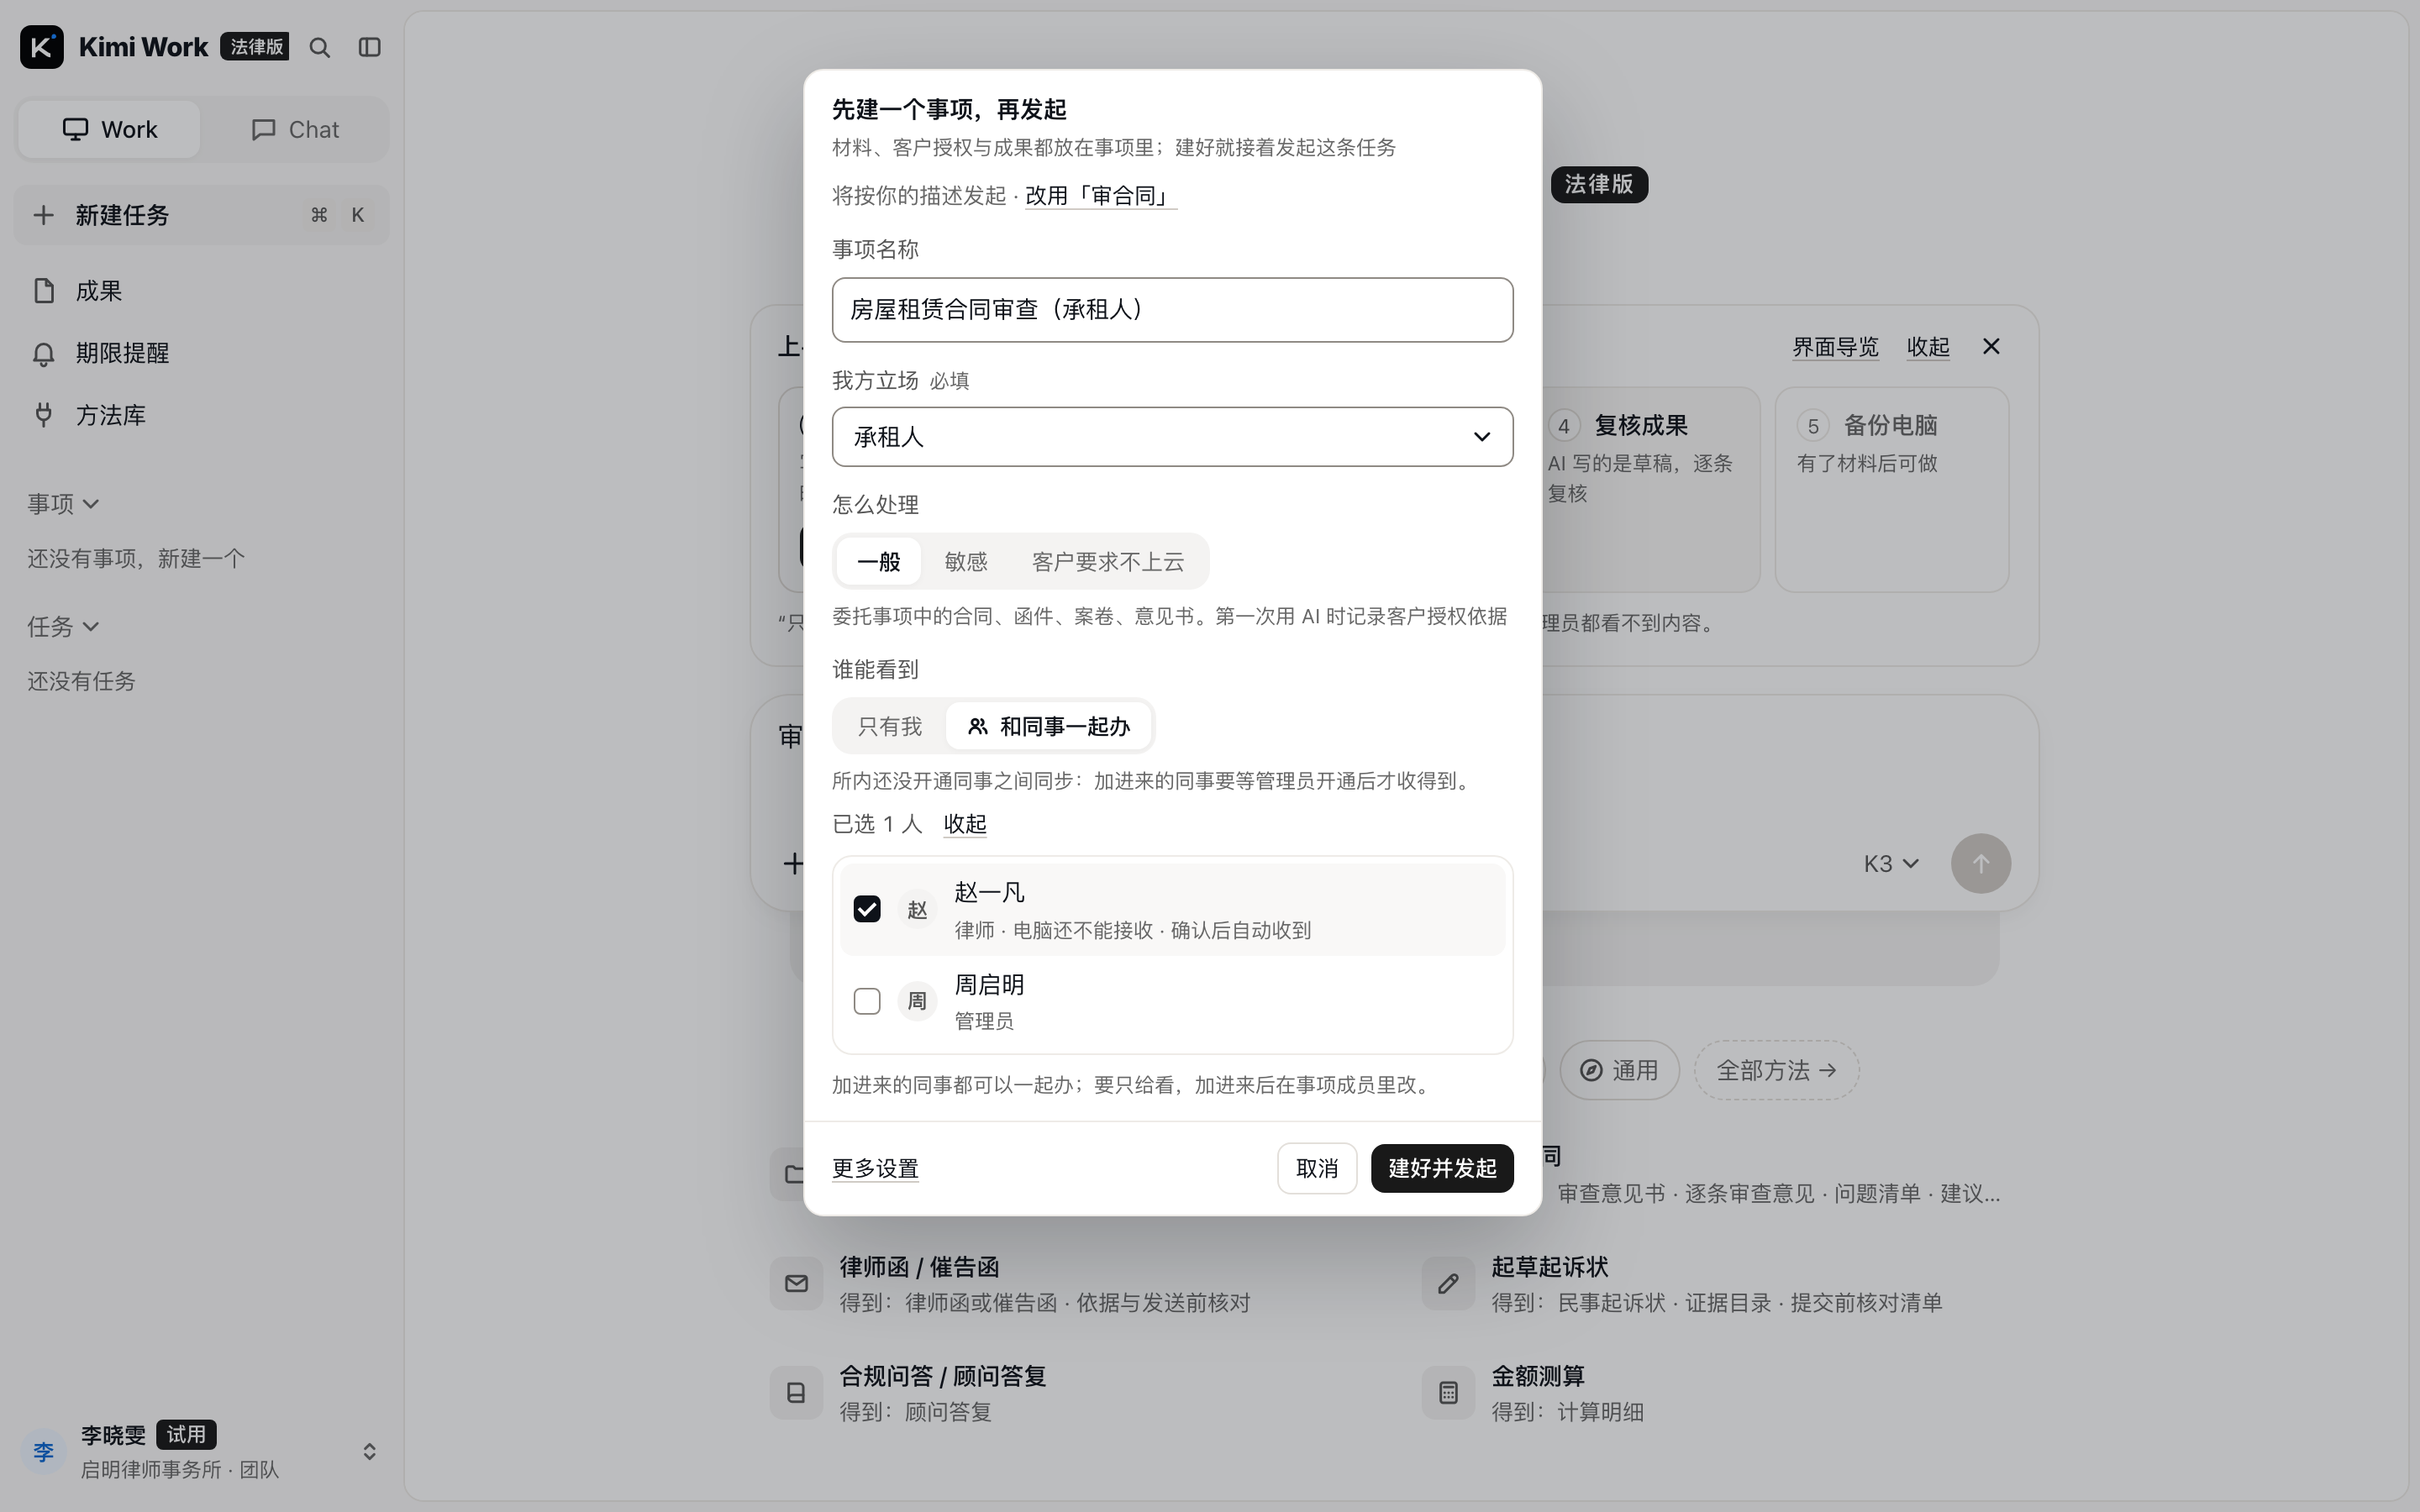 Kimi Work 法律版
Work
Chat
新建任务 ⌘ K
成果
期限提醒
方法库
事项
还没有事项，新建一个
任务
还没有任务
李
李晓雯 试用
启明律师事务所 · 团队
法律版
界面导览 收起
4 复核成果
AI 写的是草稿，逐条
复核
5 备份电脑
有了材料后可做
“只
理员都看不到内容。
审
K3
通用
全部方法 →
审查意见书 · 逐条审查意见 · 问题清单 · 建议…
律师函 / 催告函
得到：律师函或催告函 · 依据与发送前核对
起草起诉状
得到：民事起诉状 · 证据目录 · 提交前核对清单
合规问答 / 顾问答复
得到：顾问答复
金额测算
得到：计算明细
先建一个事项，再发起
材料、客户授权与成果都放在事项里；建好就接着发起这条任务
将按你的描述发起 · 改用「审合同」
事项名称
房屋租赁合同审查（承租人）
我方立场 必填
承租人
怎么处理
一般 敏感 客户要求不上云
委托事项中的合同、函件、案卷、意见书。第一次用 AI 时记录客户授权依据
谁能看到
只有我 和同事一起办
所内还没开通同事之间同步：加进来的同事要等管理员开通后才收得到。
已选 1 人 收起
赵 赵一凡
律师 · 电脑还不能接收 · 确认后自动收到
周 周启明
管理员
加进来的同事都可以一起办；要只给看，加进来后在事项成员里改。
更多设置 取消 建好并发起